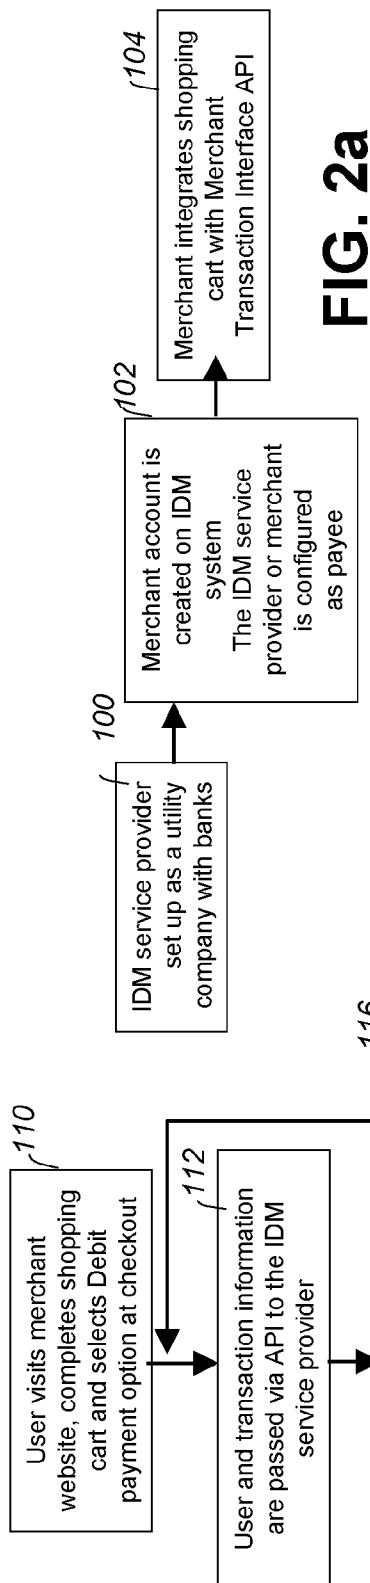 110
User visits merchant
website, completes shopping
cart and selects Debit
payment option at checkout
112
User and transaction information
are passed via API to the IDM
service provider
116
100
IDM service provider
set up as a utility
company with banks
102
Merchant account is
created on IDM
system
The IDM service
provider or merchant
is configured
as payee
104
Merchant integrates shopping
cart with Merchant
Transaction Interface API
FIG. 2a